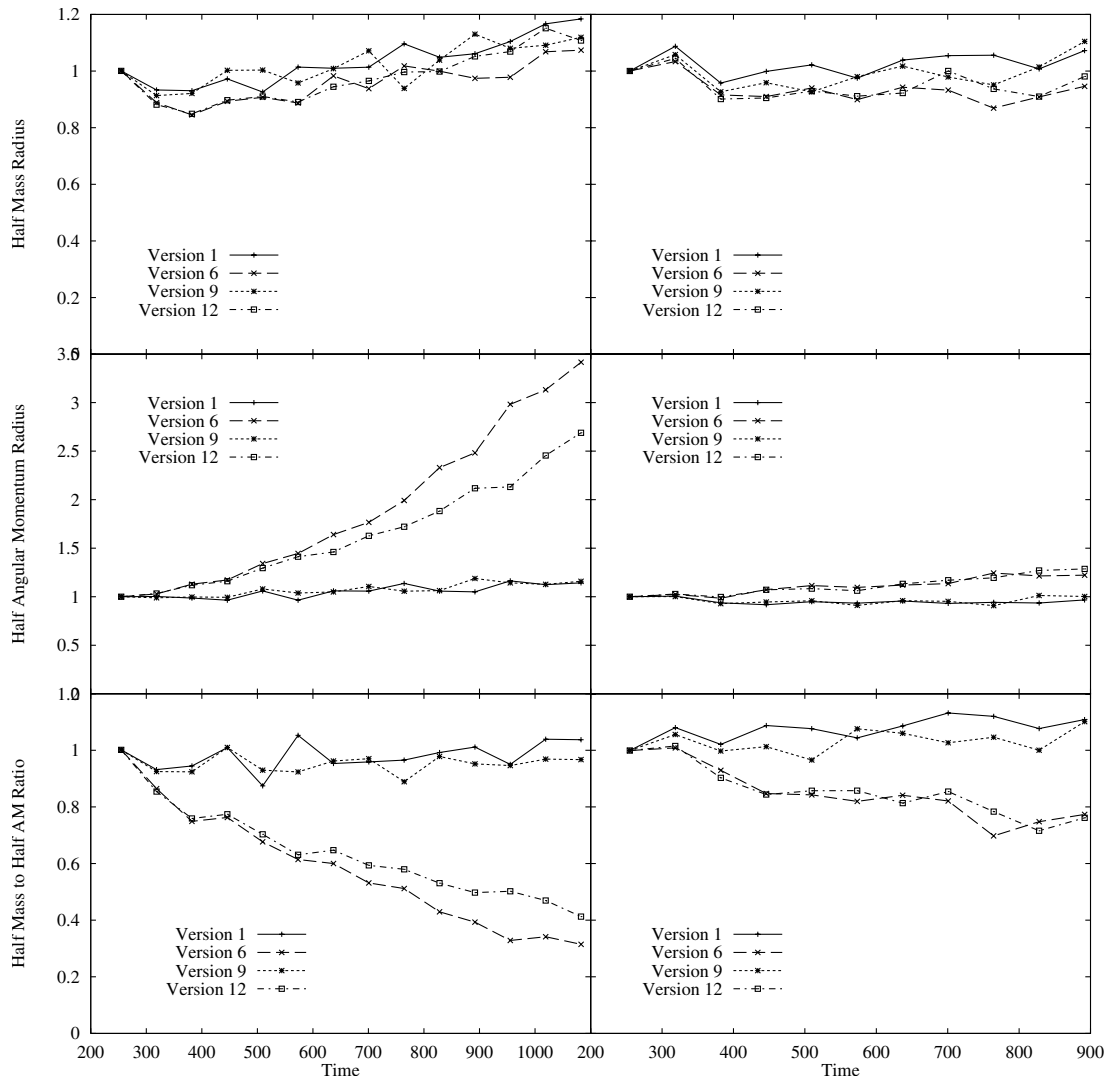 1.2
1
0.8
0.6
0.4
0.2
0
Half Mass Radius
Version 1
Version 6
Version 9
Version 12
Version 1
Version 6
Version 9
Version 12
3.5
3
2.5
2
1.5
1
0.5
0
Half Angular Momentum Radius
Version 1
Version 6
Version 9
Version 12
Version 1
Version 6
Version 9
Version 12
1.2
1
0.8
0.6
0.4
0.2
0
Half Mass to Half AM Ratio
Version 1
Version 6
Version 9
Version 12
Version 1
Version 6
Version 9
Version 12
200 300 400 500 600 700 800 900 1000 200 300 400 500 600 700 800 900
Time Time